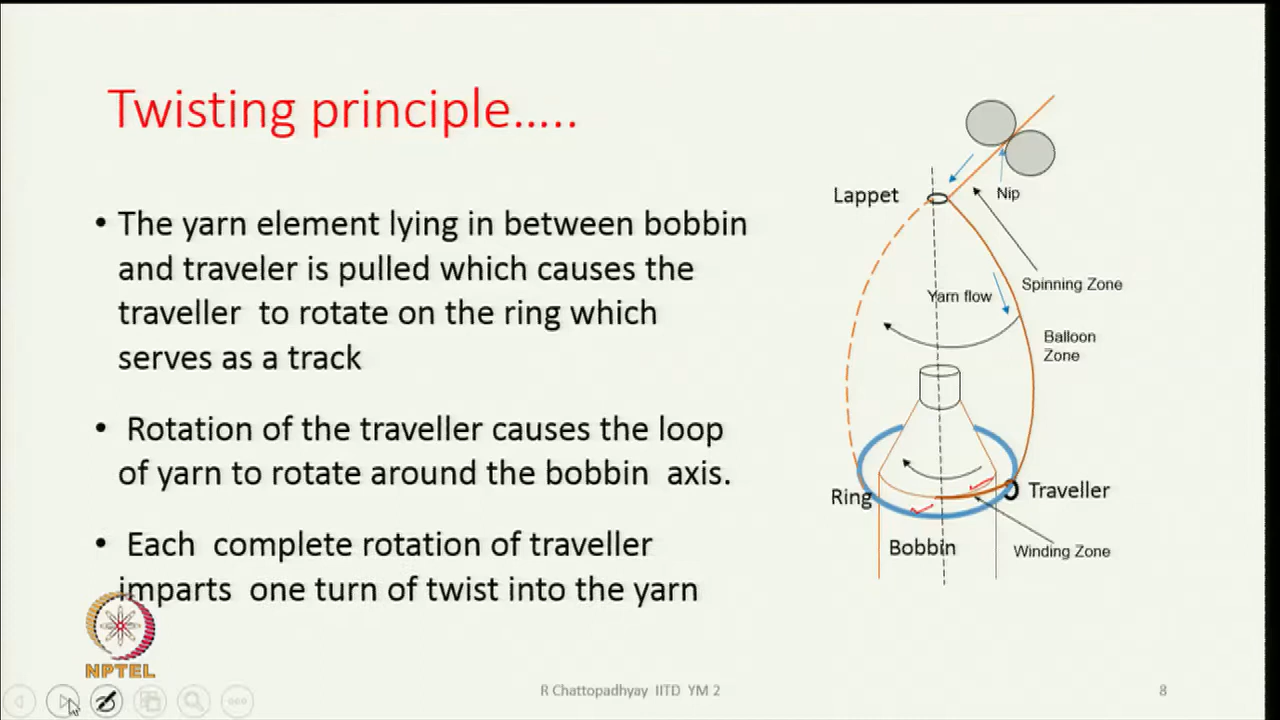 Twisting principle.....
• The yarn element lying in between bobbin
and traveler is pulled which causes the
traveller to rotate on the ring which
serves as a track
• Rotation of the traveller causes the loop
of yarn to rotate around the bobbin axis.
• Each complete rotation of traveller
imparts one turn of twist into the yarn
Lappet
Nip
Spinning Zone
Yarn flow
Balloon
Zone
Ring
Traveller
Bobbin
Winding Zone
NPTEL
R Chattopadhyay IITD YM 2
8